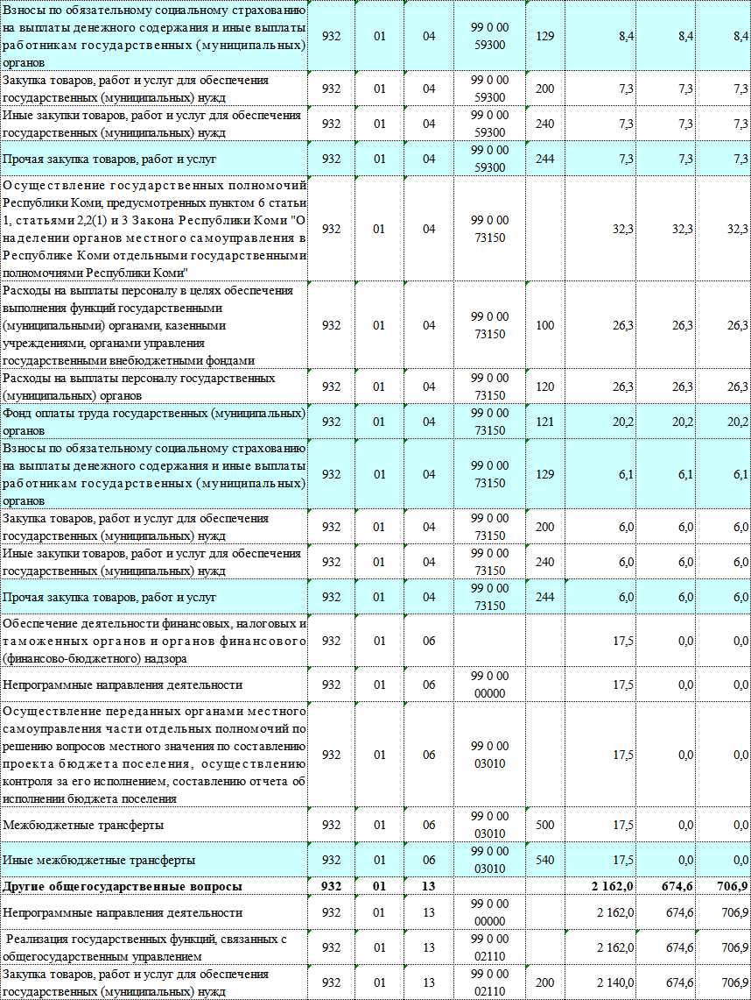 Взносы по обязательному социальному страхованию
на выплаты денежного содержания и иные выплаты
работникам государственных (муниципальных)
органов
932 01 04 99 0 00 59300 129 8,4 8,4 8,4
Закупка товаров, работ и услуг для обеспечения
государственных (муниципальных) нужд
932 01 04 99 0 00 59300 200 7,3 7,3 7,3
Иные закупки товаров, работ и услуг для обеспечения
государственных (муниципальных) нужд
932 01 04 99 0 00 59300 240 7,3 7,3 7,3
Прочая закупка товаров, работ и услуг
932 01 04 99 0 00 59300 244 7,3 7,3 7,3
Осуществление государственных полномочий
Республики Коми, предусмотренных пунктом 6 статьи
1, статьями 2,2(1) и 3 Закона Республики Коми "О
наделении органов местного самоуправления в
Республике Коми отдельными государственными
полномочиями Республики Коми"
932 01 04 99 0 00 73150 32,3 32,3 32,3
Расходы на выплаты персоналу в целях обеспечения
выполнения функций государственными
(муниципальными) органами, казенными
учреждениями, органами управления
государственными внебюджетными фондами
932 01 04 99 0 00 73150 100 26,3 26,3 26,3
Расходы на выплаты персоналу государственных
(муниципальных) органов
932 01 04 99 0 00 73150 120 26,3 26,3 26,3
Фонд оплаты труда государственных (муниципальных)
органов
932 01 04 99 0 00 73150 121 20,2 20,2 20,2
Взносы по обязательному социальному страхованию
на выплаты денежного содержания и иные выплаты
работникам государственных (муниципальных)
органов
932 01 04 99 0 00 73150 129 6,1 6,1 6,1
Закупка товаров, работ и услуг для обеспечения
государственных (муниципальных) нужд
932 01 04 99 0 00 73150 200 6,0 6,0 6,0
Иные закупки товаров, работ и услуг для обеспечения
государственных (муниципальных) нужд
932 01 04 99 0 00 73150 240 6,0 6,0 6,0
Прочая закупка товаров, работ и услуг
932 01 04 99 0 00 73150 244 6,0 6,0 6,0
Обеспечение деятельности финансовых, налоговых и
таможенных органов и органов финансового
(финансово-бюджетного) надзора
932 01 06 17,5 0,0 0,0
Непрограммные направления деятельности
932 01 06 99 0 00 00000 17,5 0,0 0,0
Осуществление переданных органами местного
самоуправления части отдельных полномочий по
решению вопросов местного значения по составлению
проекта бюджета поселения, осуществлению
контроля за его исполнением, составлению отчета об
исполнении бюджета поселения
932 01 06 99 0 00 03010 17,5 0,0 0,0
Межбюджетные трансферты
932 01 06 99 0 00 03010 500 17,5 0,0 0,0
Иные межбюджетные трансферты
932 01 06 99 0 00 03010 540 17,5 0,0 0,0
Другие общегосударственные вопросы
932 01 13 2 162,0 674,6 706,9
Непрограммные направления деятельности
932 01 13 99 0 00 00000 2 162,0 674,6 706,9
Реализация государственных функций, связанных с
общегосударственным управлением
932 01 13 99 0 00 02110 2 162,0 674,6 706,9
Закупка товаров, работ и услуг для обеспечения
государственных (муниципальных) нужд
932 01 13 99 0 00 02110 200 2 140,0 674,6 706,9